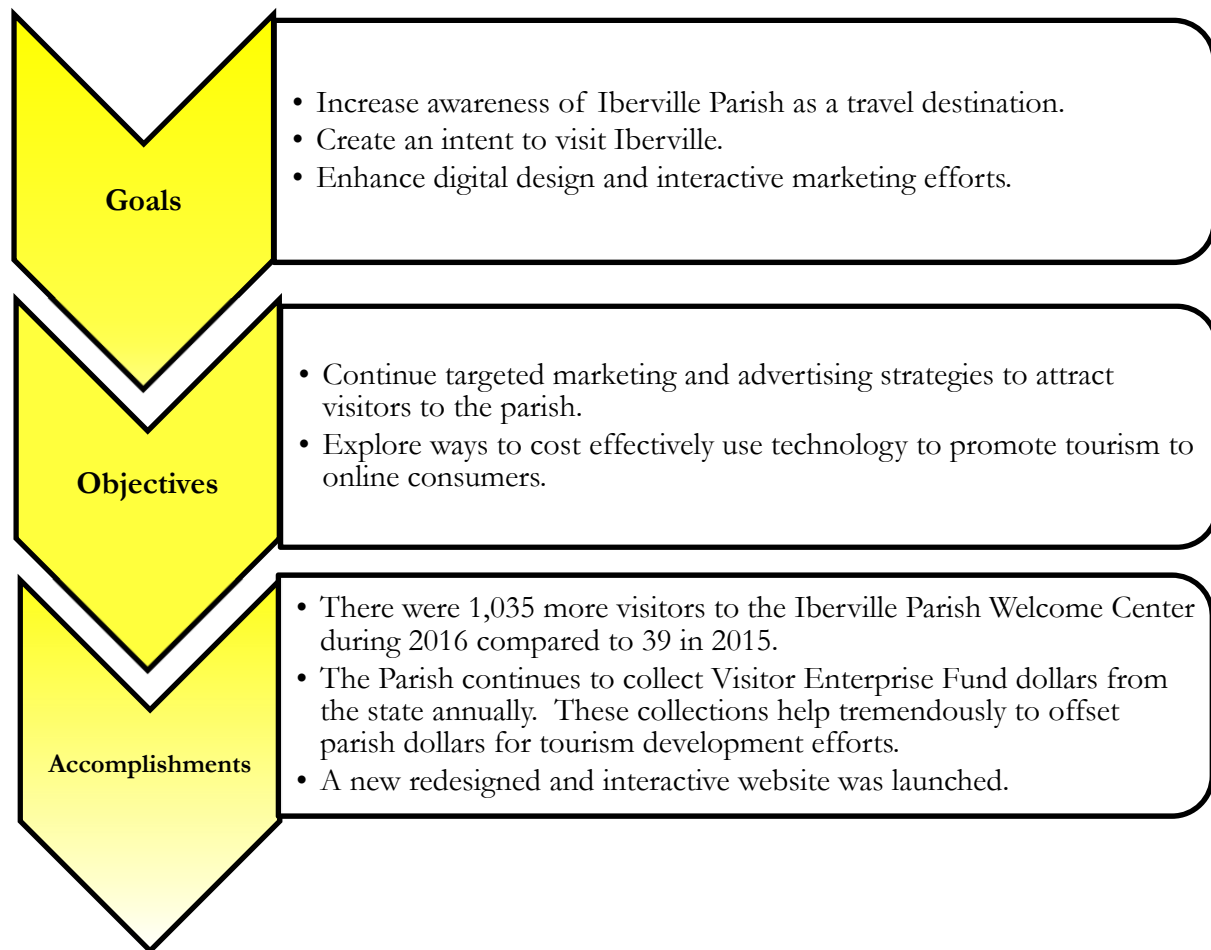 Goals
• Increase awareness of Iberville Parish as a travel destination.
• Create an intent to visit Iberville.
• Enhance digital design and interactive marketing efforts.
Objectives
• Continue targeted marketing and advertising strategies to attract
visitors to the parish.
• Explore ways to cost effectively use technology to promote tourism to
online consumers.
Accomplishments
• There were 1,035 more visitors to the Iberville Parish Welcome Center
during 2016 compared to 39 in 2015.
• The Parish continues to collect Visitor Enterprise Fund dollars from
the state annually.  These collections help tremendously to offset
parish dollars for tourism development efforts.
• A new redesigned and interactive website was launched.